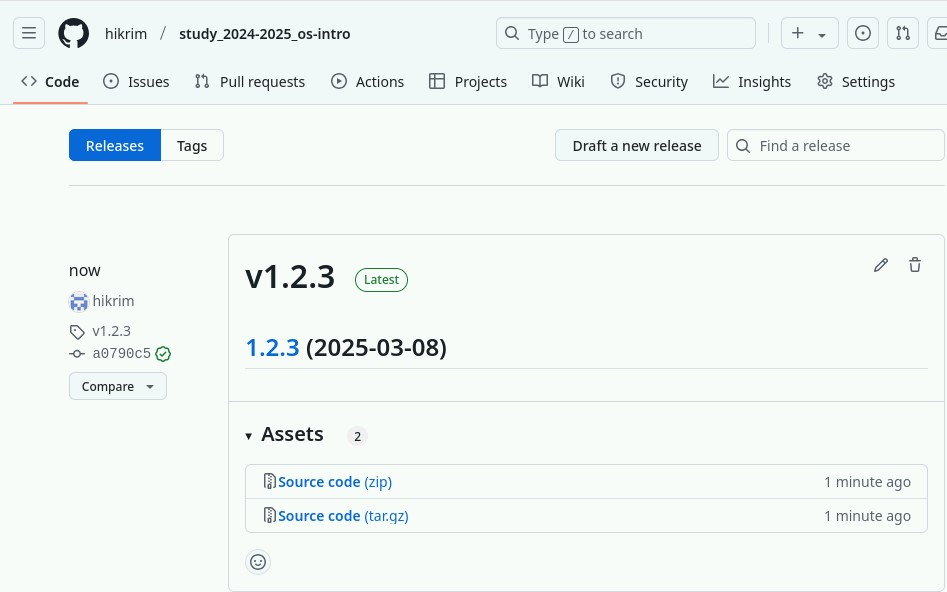 hikrim / study_2024-2025_os-intro
Type / to search
Code Issues Pull requests Actions Projects Wiki Security Insights Settings
Releases Tags
Draft a new release
Find a release
now
hikrim
v1.2.3
a0790c5
Compare
v1.2.3 Latest
1.2.3 (2025-03-08)
Assets 2
Source code (zip) 1 minute ago
Source code (tar.gz) 1 minute ago